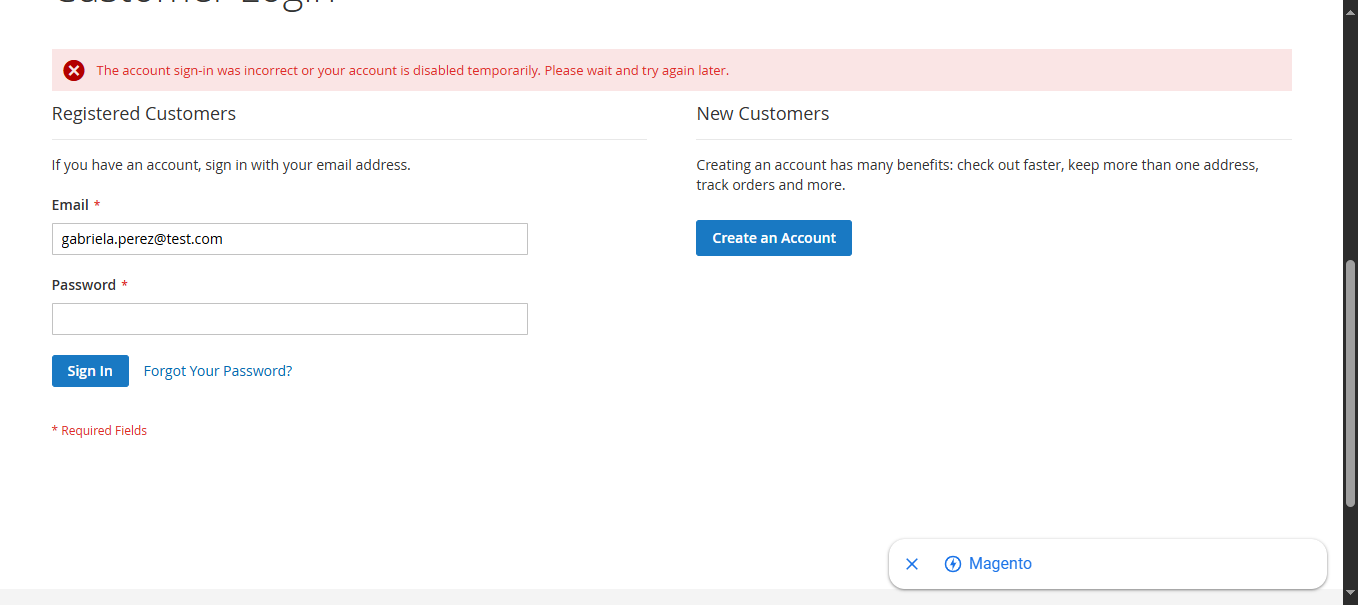 Customer Login
The account sign-in was incorrect or your account is disabled temporarily. Please wait and try again later.
Registered Customers
If you have an account, sign in with your email address.
Email *
gabriela.perez@test.com
Password *
Sign In
Forgot Your Password?
* Required Fields
New Customers
Creating an account has many benefits: check out faster, keep more than one address,
track orders and more.
Create an Account
Magento